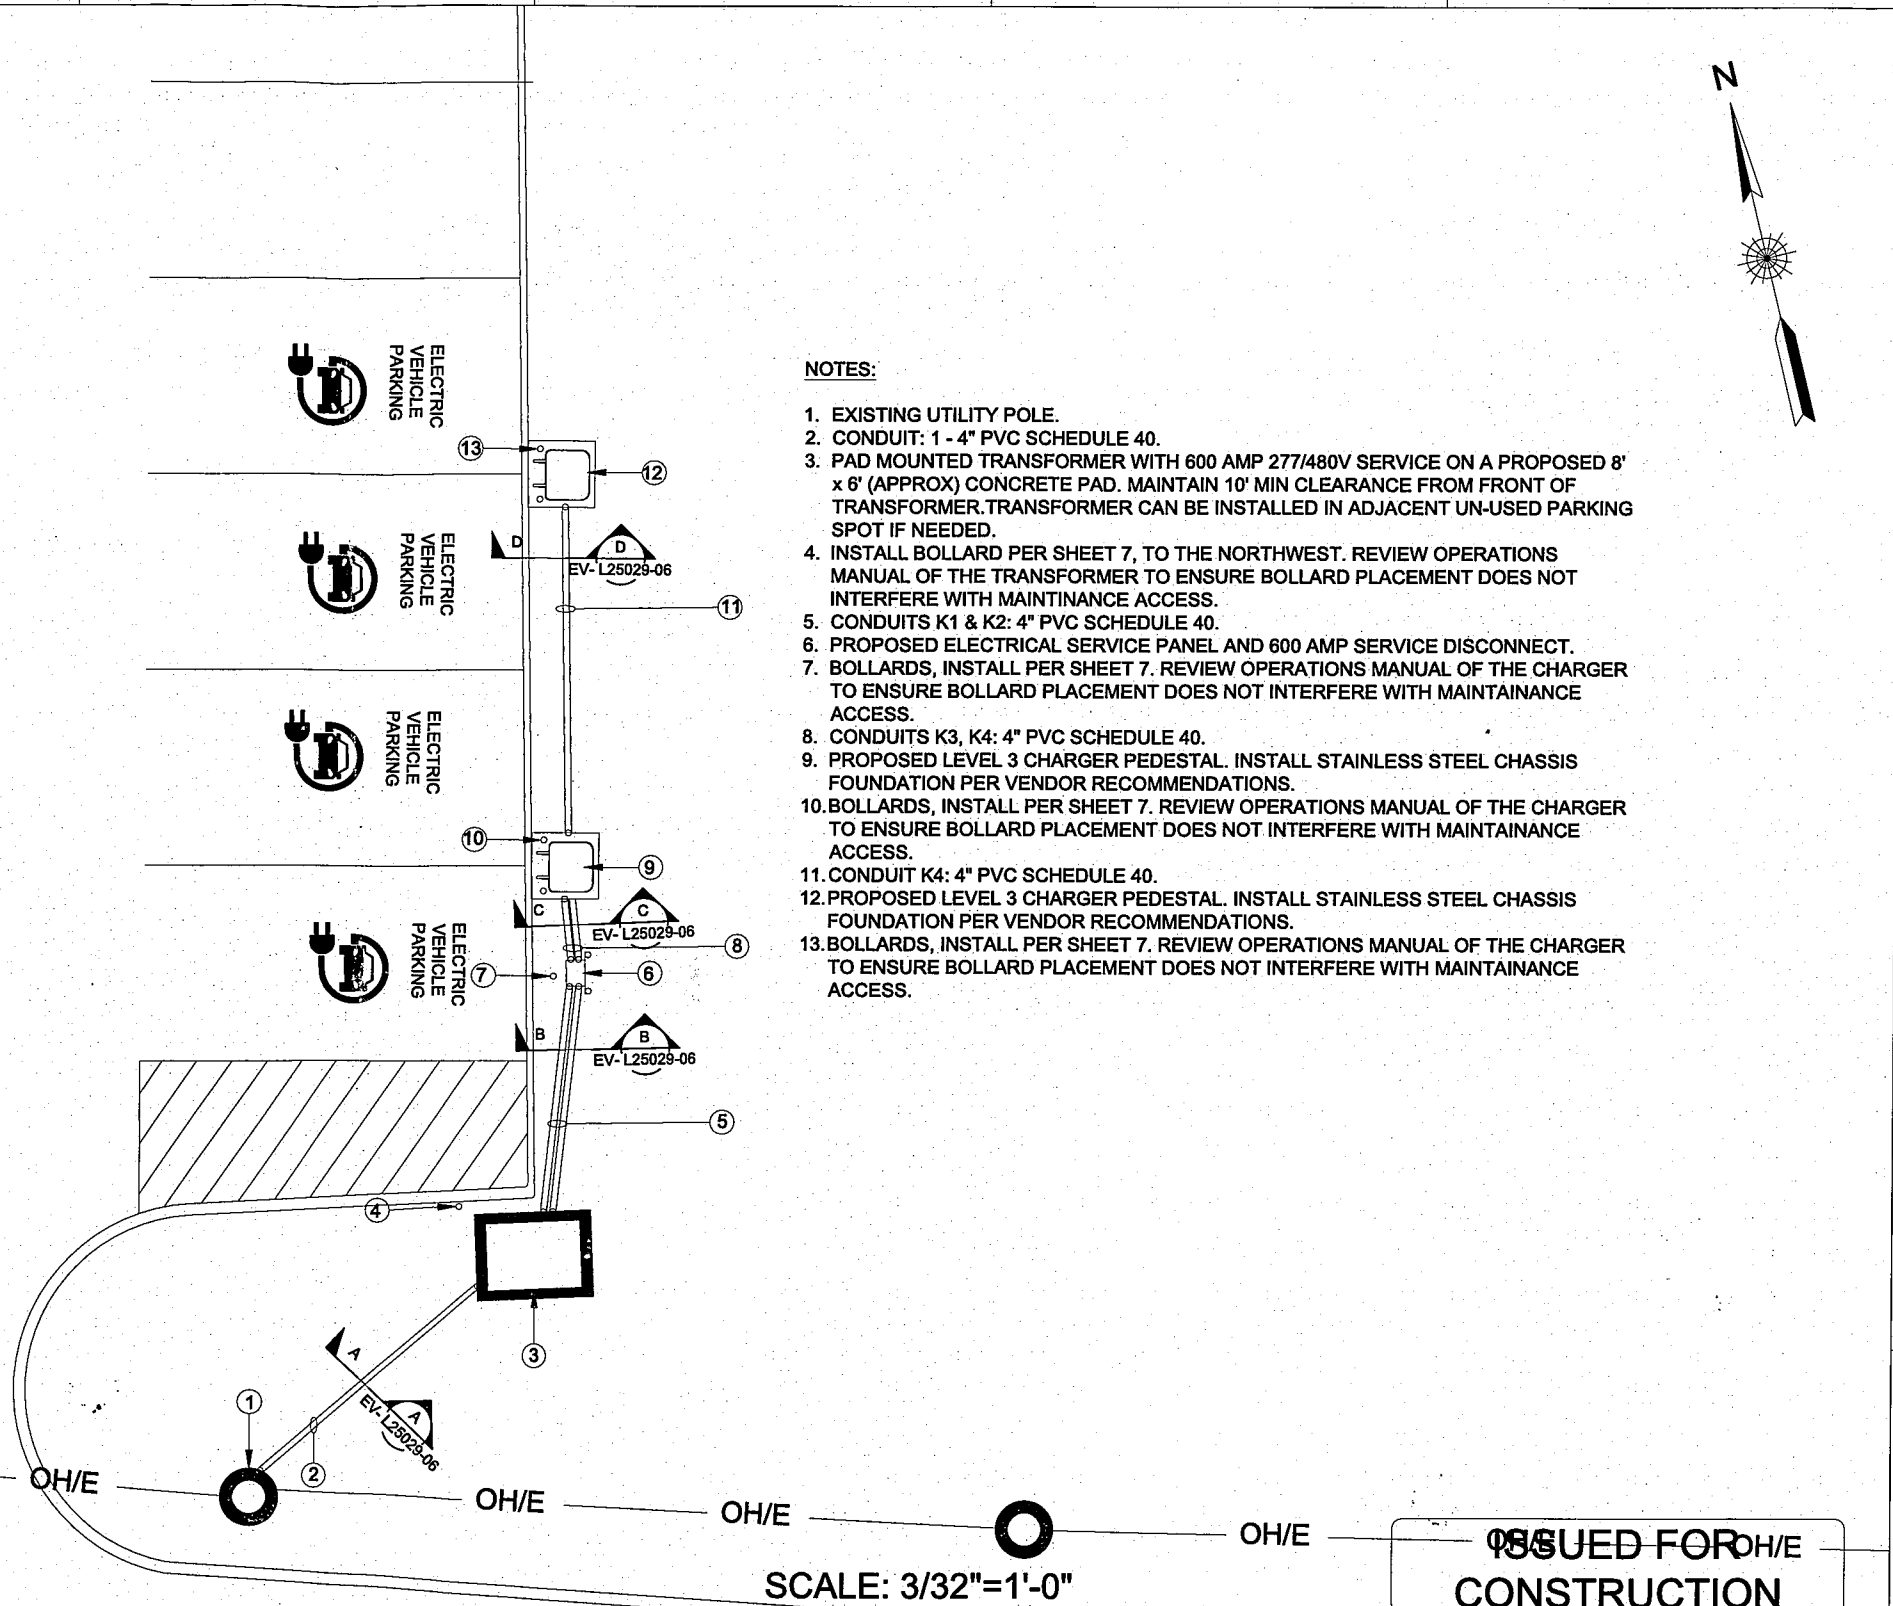 N
ELECTRIC
VEHICLE
PARKING
13
12
ELECTRIC
VEHICLE
PARKING
D
D
EV- L25029-06
11
ELECTRIC
VEHICLE
PARKING
10
9
C
C
EV- L25029-06
8
ELECTRIC
VEHICLE
PARKING
7
6
B
B
EV- L25029-06
5
4
3
A
A
EV- L25029-06
1
2
NOTES:
1. EXISTING UTILITY POLE.
2. CONDUIT: 1 - 4" PVC SCHEDULE 40.
3. PAD MOUNTED TRANSFORMER WITH 600 AMP 277/480V SERVICE ON A PROPOSED 8'
x 6' (APPROX) CONCRETE PAD. MAINTAIN 10' MIN CLEARANCE FROM FRONT OF
TRANSFORMER.TRANSFORMER CAN BE INSTALLED IN ADJACENT UN-USED PARKING
SPOT IF NEEDED.
4. INSTALL BOLLARD PER SHEET 7, TO THE NORTHWEST. REVIEW OPERATIONS
MANUAL OF THE TRANSFORMER TO ENSURE BOLLARD PLACEMENT DOES NOT
INTERFERE WITH MAINTINANCE ACCESS.
5. CONDUITS K1 & K2: 4" PVC SCHEDULE 40.
6. PROPOSED ELECTRICAL SERVICE PANEL AND 600 AMP SERVICE DISCONNECT.
7. BOLLARDS, INSTALL PER SHEET 7. REVIEW OPERATIONS MANUAL OF THE CHARGER
TO ENSURE BOLLARD PLACEMENT DOES NOT INTERFERE WITH MAINTAINANCE
ACCESS.
8. CONDUITS K3, K4: 4" PVC SCHEDULE 40.
9. PROPOSED LEVEL 3 CHARGER PEDESTAL. INSTALL STAINLESS STEEL CHASSIS
FOUNDATION PER VENDOR RECOMMENDATIONS.
10. BOLLARDS, INSTALL PER SHEET 7. REVIEW OPERATIONS MANUAL OF THE CHARGER
TO ENSURE BOLLARD PLACEMENT DOES NOT INTERFERE WITH MAINTAINANCE
ACCESS.
11. CONDUIT K4: 4" PVC SCHEDULE 40.
12. PROPOSED LEVEL 3 CHARGER PEDESTAL. INSTALL STAINLESS STEEL CHASSIS
FOUNDATION PER VENDOR RECOMMENDATIONS.
13. BOLLARDS, INSTALL PER SHEET 7. REVIEW OPERATIONS MANUAL OF THE CHARGER
TO ENSURE BOLLARD PLACEMENT DOES NOT INTERFERE WITH MAINTAINANCE
ACCESS.
OH/E OH/E OH/E OH/E OH/E
SCALE: 3/32"=1'-0"
ISSUED FOR
CONSTRUCTION